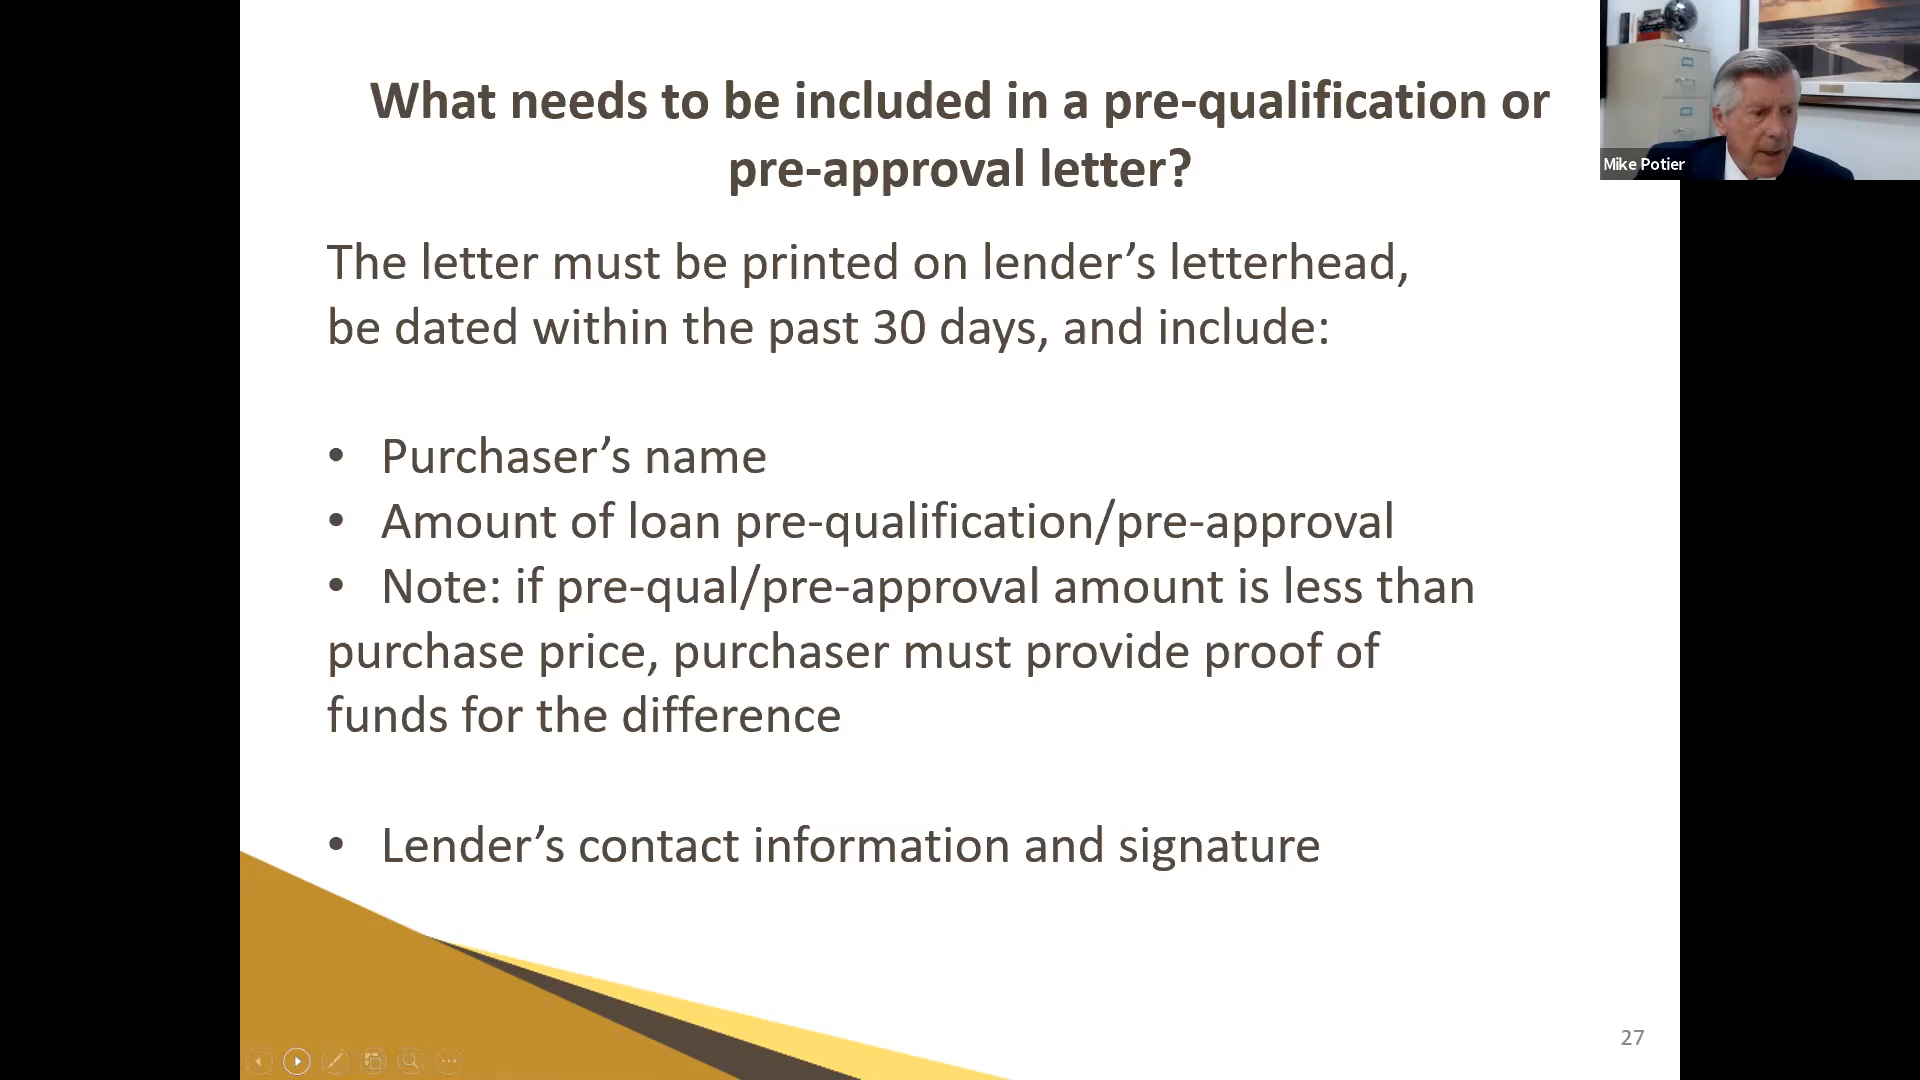 What needs to be included in a pre-qualification or
pre-approval letter?
Mike Potier
The letter must be printed on lender’s letterhead,
be dated within the past 30 days, and include:
• Purchaser’s name
• Amount of loan pre-qualification/pre-approval
• Note: if pre-qual/pre-approval amount is less than
purchase price, purchaser must provide proof of
funds for the difference
• Lender’s contact information and signature
27